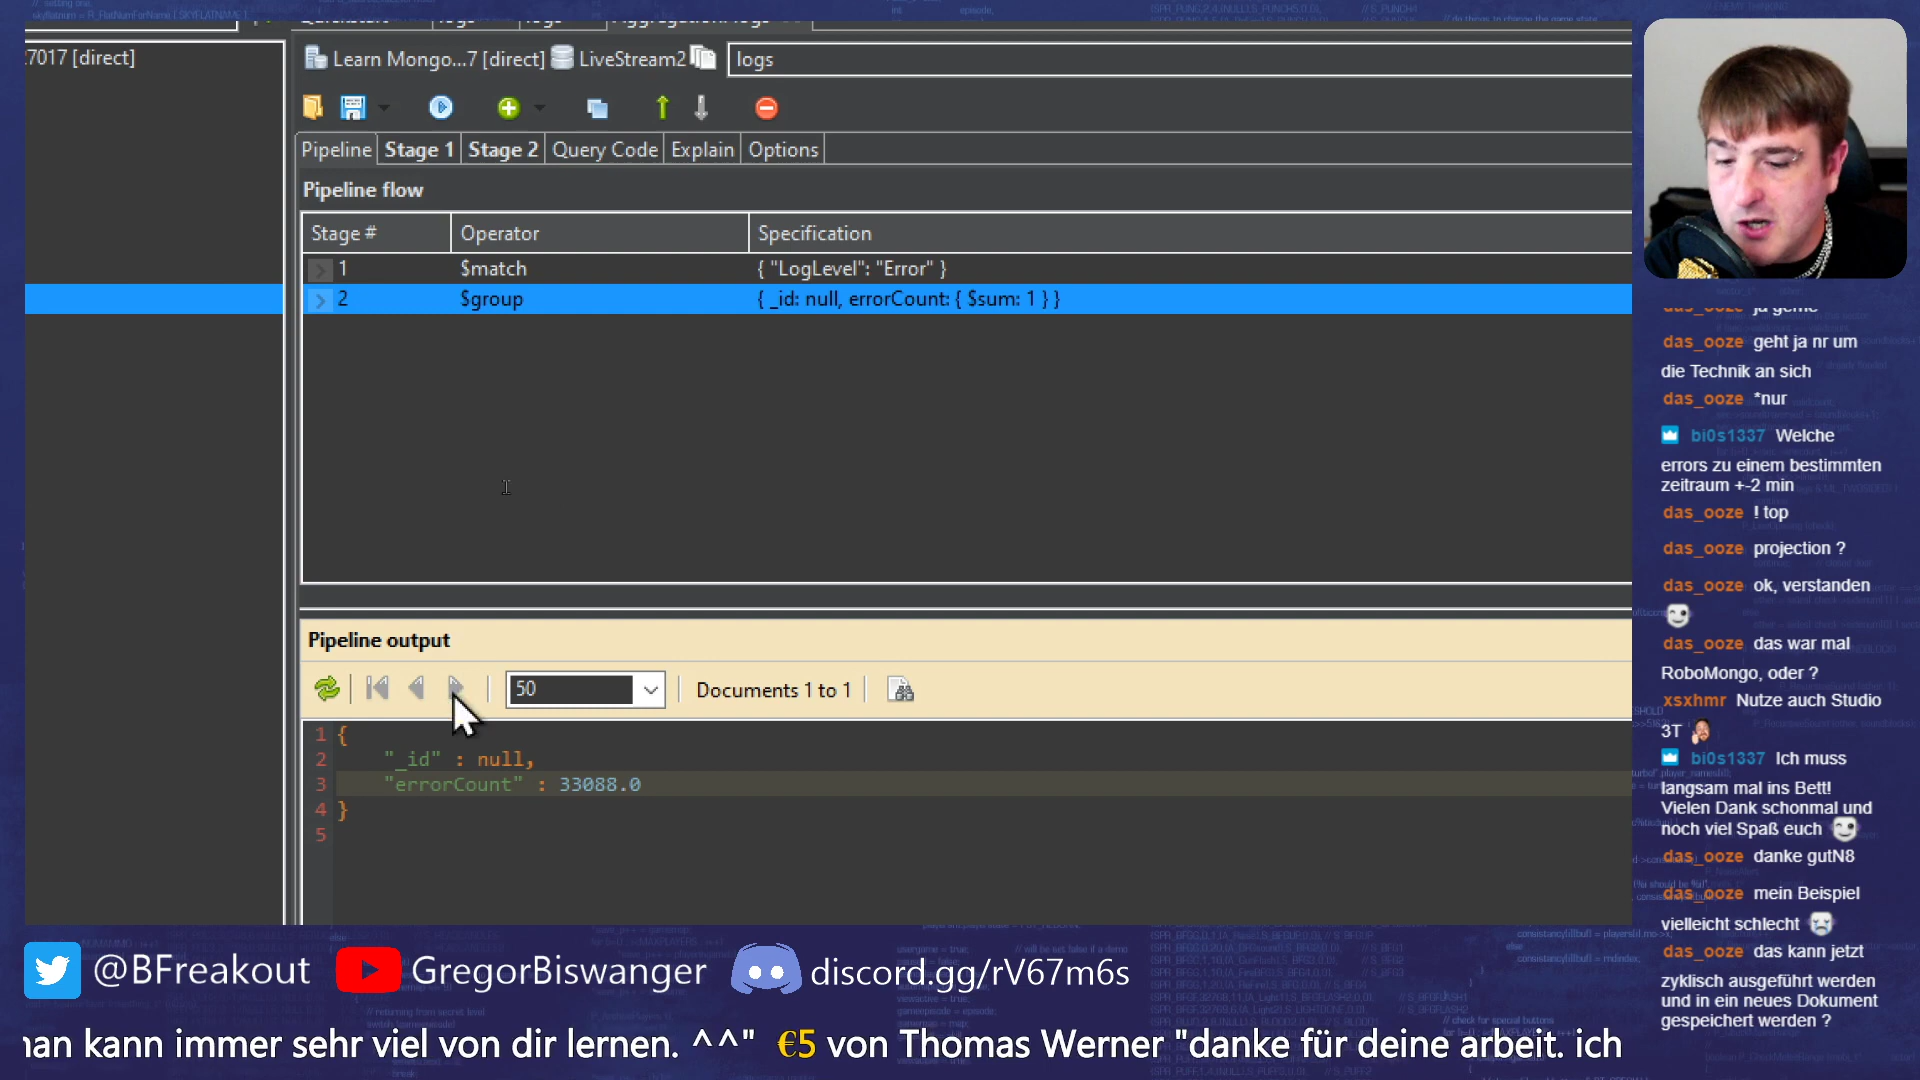 :7017 [direct]
Learn Mongo...7 [direct] LiveStream2 logs
Pipeline Stage 1 Stage 2 Query Code Explain Options
Pipeline flow
Stage # Operator Specification
1 $match { "LogLevel": "Error" }
2 $group { _id: null, errorCount: { $sum: 1 } }
Pipeline output
50 Documents 1 to 1
1 {
2 "_id" : null,
3 "errorCount" : 33088.0
4 }
5
das_ooze ja gerne
das_ooze geht ja nr um
die Technik an sich
das_ooze *nur
bi0s1337 Welche
errors zu einem bestimmten
zeitraum +-2 min
das_ooze ! top
das_ooze projection ?
das_ooze ok, verstanden
das_ooze das war mal
RoboMongo, oder ?
xsxhmr Nutze auch Studio
3T
bi0s1337 Ich muss
langsam mal ins Bett!
Vielen Dank schonmal und
noch viel Spaß euch
das_ooze danke gutN8
das_ooze mein Beispiel
vielleicht schlecht
das_ooze das kann jetzt
zyklisch ausgeführt werden
und in ein neues Dokument
gespeichert werden ?
@BFreakout GregorBiswanger discord.gg/rV67m6s
man kann immer sehr viel von dir lernen. ^^" €5 von Thomas Werner "danke für deine arbeit. ich